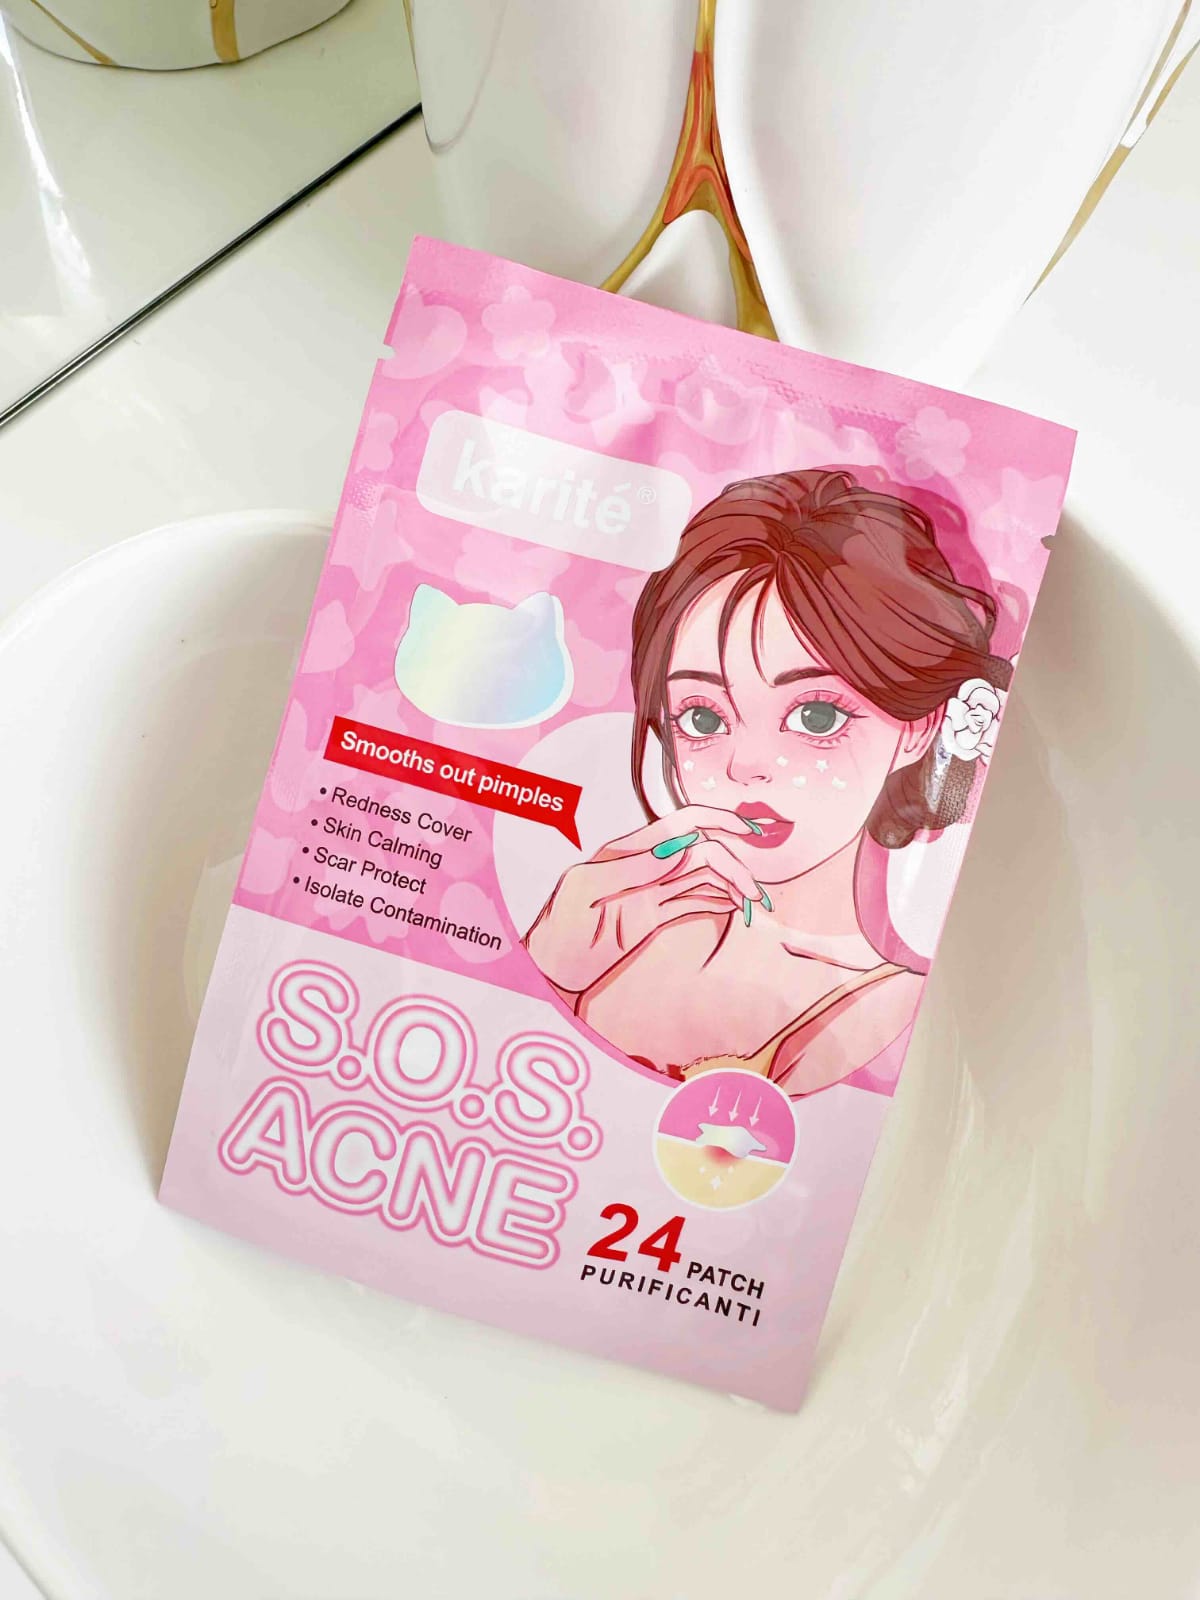 karité®
Smooths out pimples
• Redness Cover
• Skin Calming
• Scar Protect
• Isolate Contamination
S.O.S.
ACNE
24 PATCH
PURIFICANTI